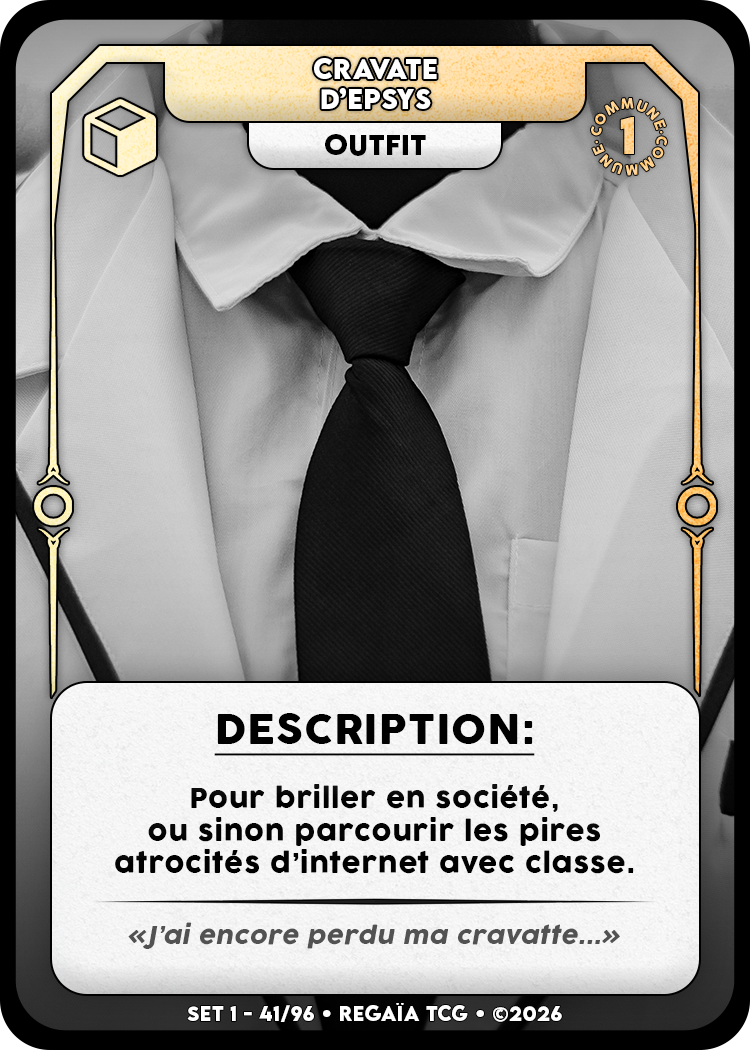 CRAVATE
D'EPSYS
OUTFIT
COMMUNE • COMMUNE •
1
DESCRIPTION:
Pour briller en société,
ou sinon parcourir les pires
atrocités d'internet avec classe.
«J'ai encore perdu ma cravatte...»
SET 1 - 41/96 • REGAÏA TCG • ©2026